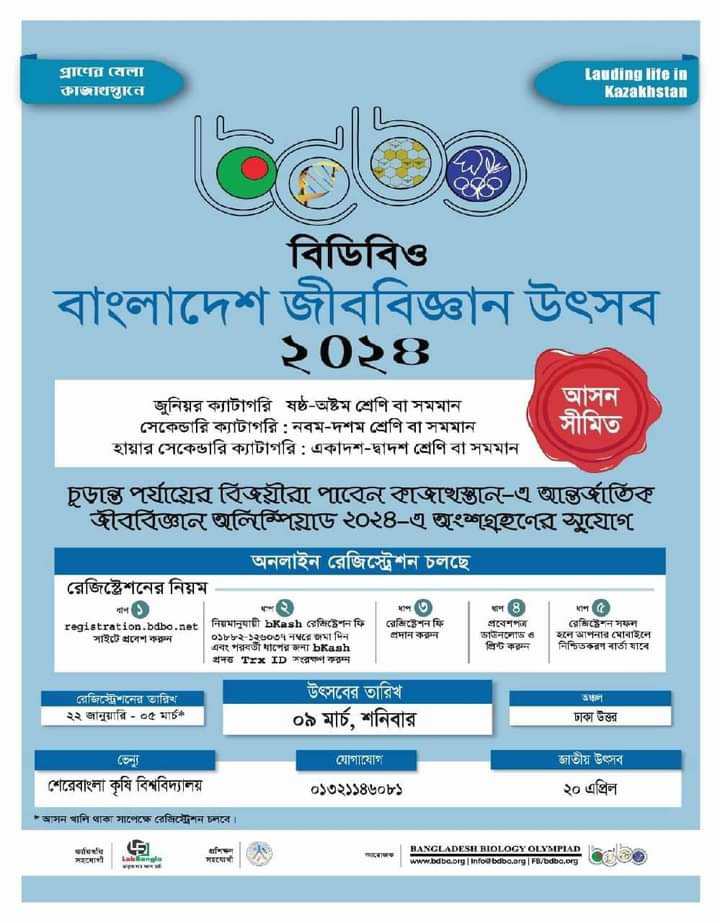 প্রাণের মেলা
কাজাখস্থানে
Lauding life in
Kazakhstan
bdbo
বিডিবিও
বাংলাদেশ জীববিজ্ঞান উৎসব
২০২৪
জুনিয়র ক্যাটাগরি ষষ্ঠ-অষ্টম শ্রেণি বা সমমান
সেকেন্ডারি ক্যাটাগরি : নবম-দশম শ্রেণি বা সমমান
হায়ার সেকেন্ডারি ক্যাটাগরি : একাদশ-দ্বাদশ শ্রেণি বা সমমান
আসন
সীমিত
চূড়ান্ত পর্যায়ের বিজয়ীরা পাবেন কাজাখস্তান-এ আন্তর্জাতিক
জীববিজ্ঞান অলিম্পিয়াড ২০২৪-এ অংশগ্রহণের সুযোগ
অনলাইন রেজিস্ট্রেশন চলছে
রেজিস্ট্রেশনের নিয়ম
ধাপ ১
registration.bdbo.net
সাইটে প্রবেশ করুন
ধাপ ২
নিয়মানুযায়ী bKash রেজিস্ট্রেশন ফি
০১৮৮২-১২৬০৩৭ নম্বরে জমা দিন
এবং পরবর্তী ধাপের জন্য bKash
প্রদত্ত Trx ID সংরক্ষণ করুন
ধাপ ৩
রেজিস্ট্রেশন ফি
প্রদান করুন
ধাপ ৪
প্রবেশপত্র
ডাউনলোড ও
প্রিন্ট করুন
ধাপ ৫
রেজিস্ট্রেশন সফল
হলে আপনার মোবাইলে
নিশ্চিতকরণ বার্তা যাবে
রেজিস্ট্রেশনের তারিখ
২২ জানুয়ারি - ০৫ মার্চ*
উৎসবের তারিখ
০৯ মার্চ, শনিবার
অঞ্চল
ঢাকা উত্তর
ভেন্যু
শেরেবাংলা কৃষি বিশ্ববিদ্যালয়
যোগাযোগ
০১৩২১১৪৬০৮১
জাতীয় উৎসব
২০ এপ্রিল
* আসন খালি থাকা সাপেক্ষে রেজিস্ট্রেশন চলবে।
কারিগরি
সহযোগী
LabBangla
প্রশিক্ষণ
সহযোগী
আয়োজক
BANGLADESH BIOLOGY OLYMPIAD
www.bdbo.org | info@bdbo.org | FB/bdbo.org